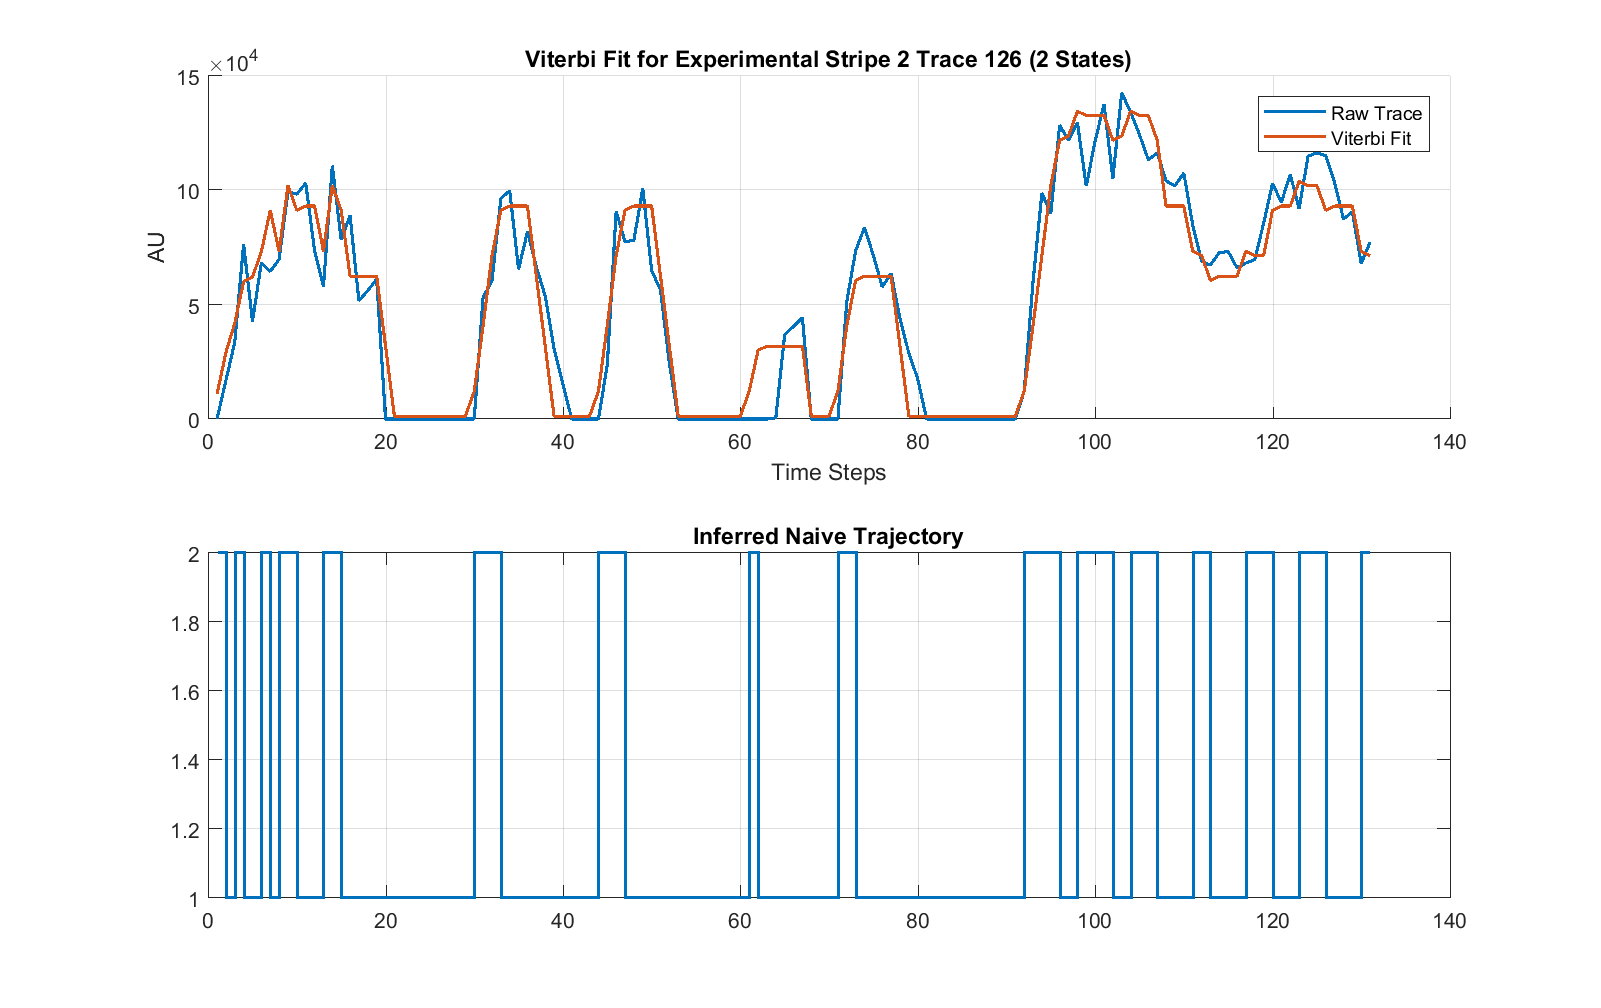 Viterbi Fit for Experimental Stripe 2 Trace 126 (2 States)
×10⁴
15
10
5
0
AU
Raw Trace
Viterbi Fit
0 20 40 60 80 100 120 140
Time Steps
Inferred Naive Trajectory
2
1.8
1.6
1.4
1.2
1
0 20 40 60 80 100 120 140